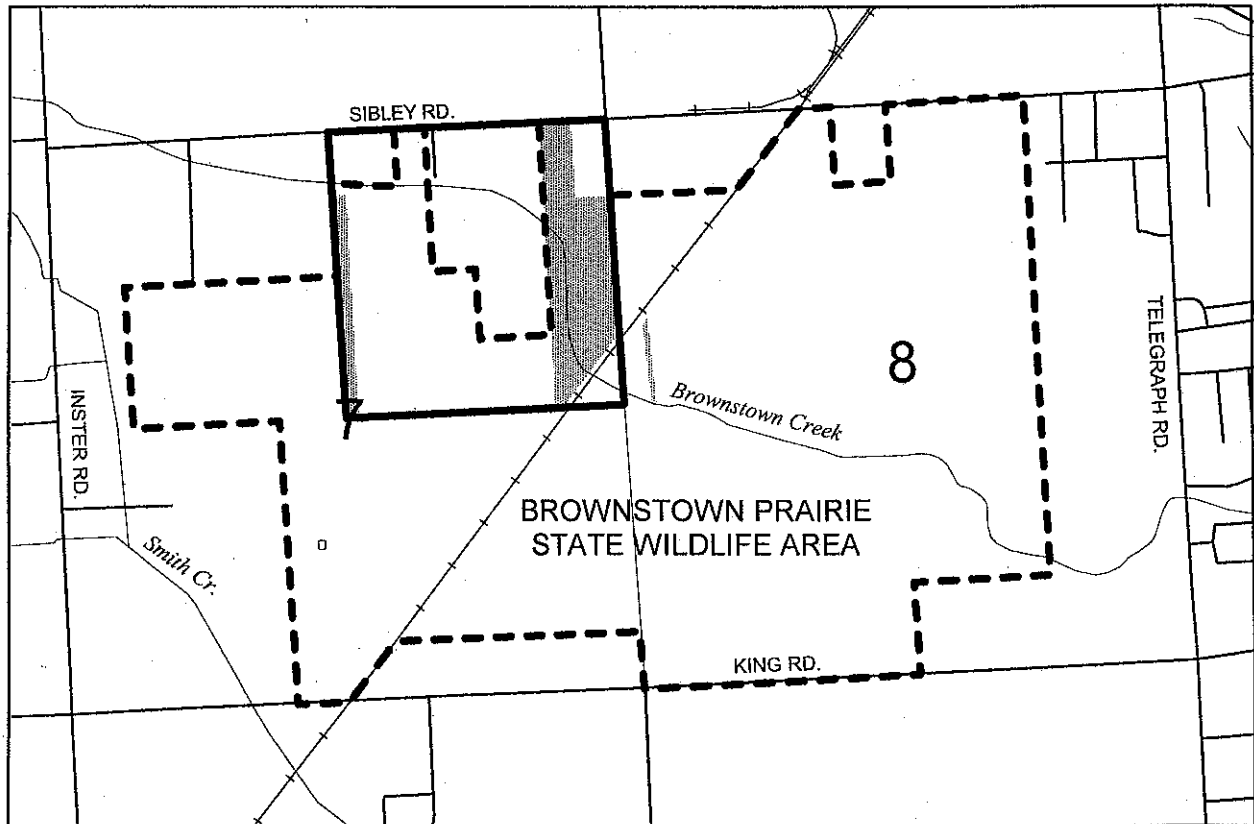 SIBLEY RD.
8
TELEGRAPH RD.
INSTER RD.
7
Brownstown Creek
BROWNSTOWN PRAIRIE
STATE WILDLIFE AREA
Smith Cr.
KING RD.